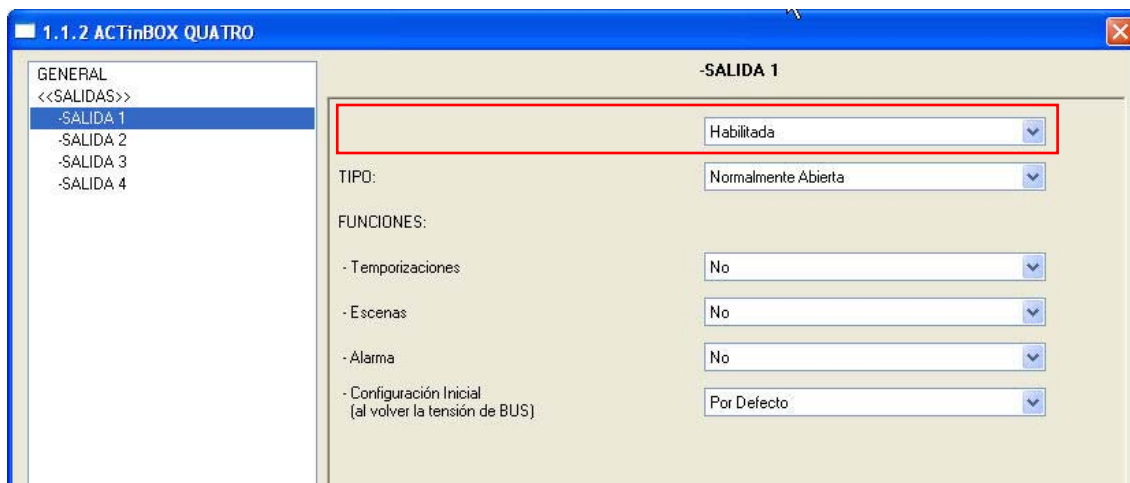 1.1.2 ACTinBOX QUATRO
GENERAL
<<SALIDAS>>
-SALIDA 1
-SALIDA 2
-SALIDA 3
-SALIDA 4
-SALIDA 1
Habilitada
TIPO: Normalmente Abierta
FUNCIONES:
- Temporizaciones No
- Escenas No
- Alarma No
- Configuración Inicial
(al volver la tensión de BUS) Por Defecto